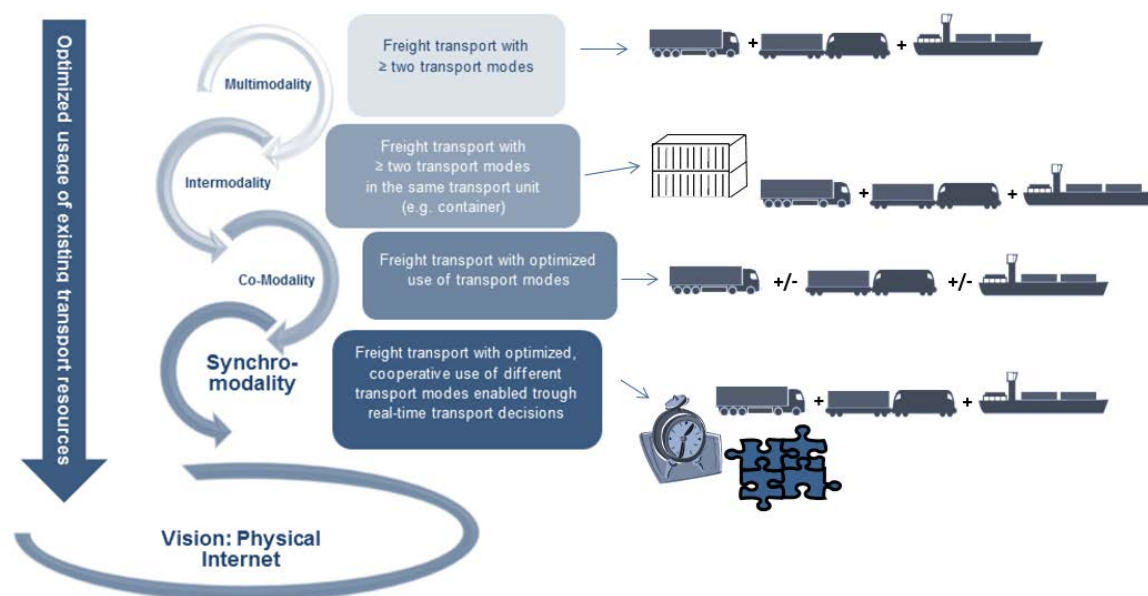 Optimized usage of existing transport resources
Multimodality
Freight transport with
≥ two transport modes
+
+
Intermodality
Freight transport with
≥ two transport modes
in the same transport unit
(e.g. container)
+
+
Co-Modality
Freight transport with optimized
use of transport modes
+/-
+/-
Synchro-
modality
Freight transport with optimized,
cooperative use of different
transport modes enabled trough
real-time transport decisions
+
+
Vision: Physical
Internet